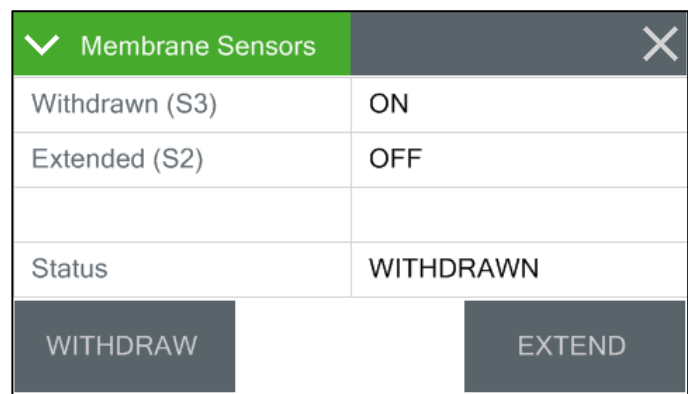 Membrane Sensors
Withdrawn (S3) ON
Extended (S2) OFF
Status WITHDRAWN
WITHDRAW EXTEND